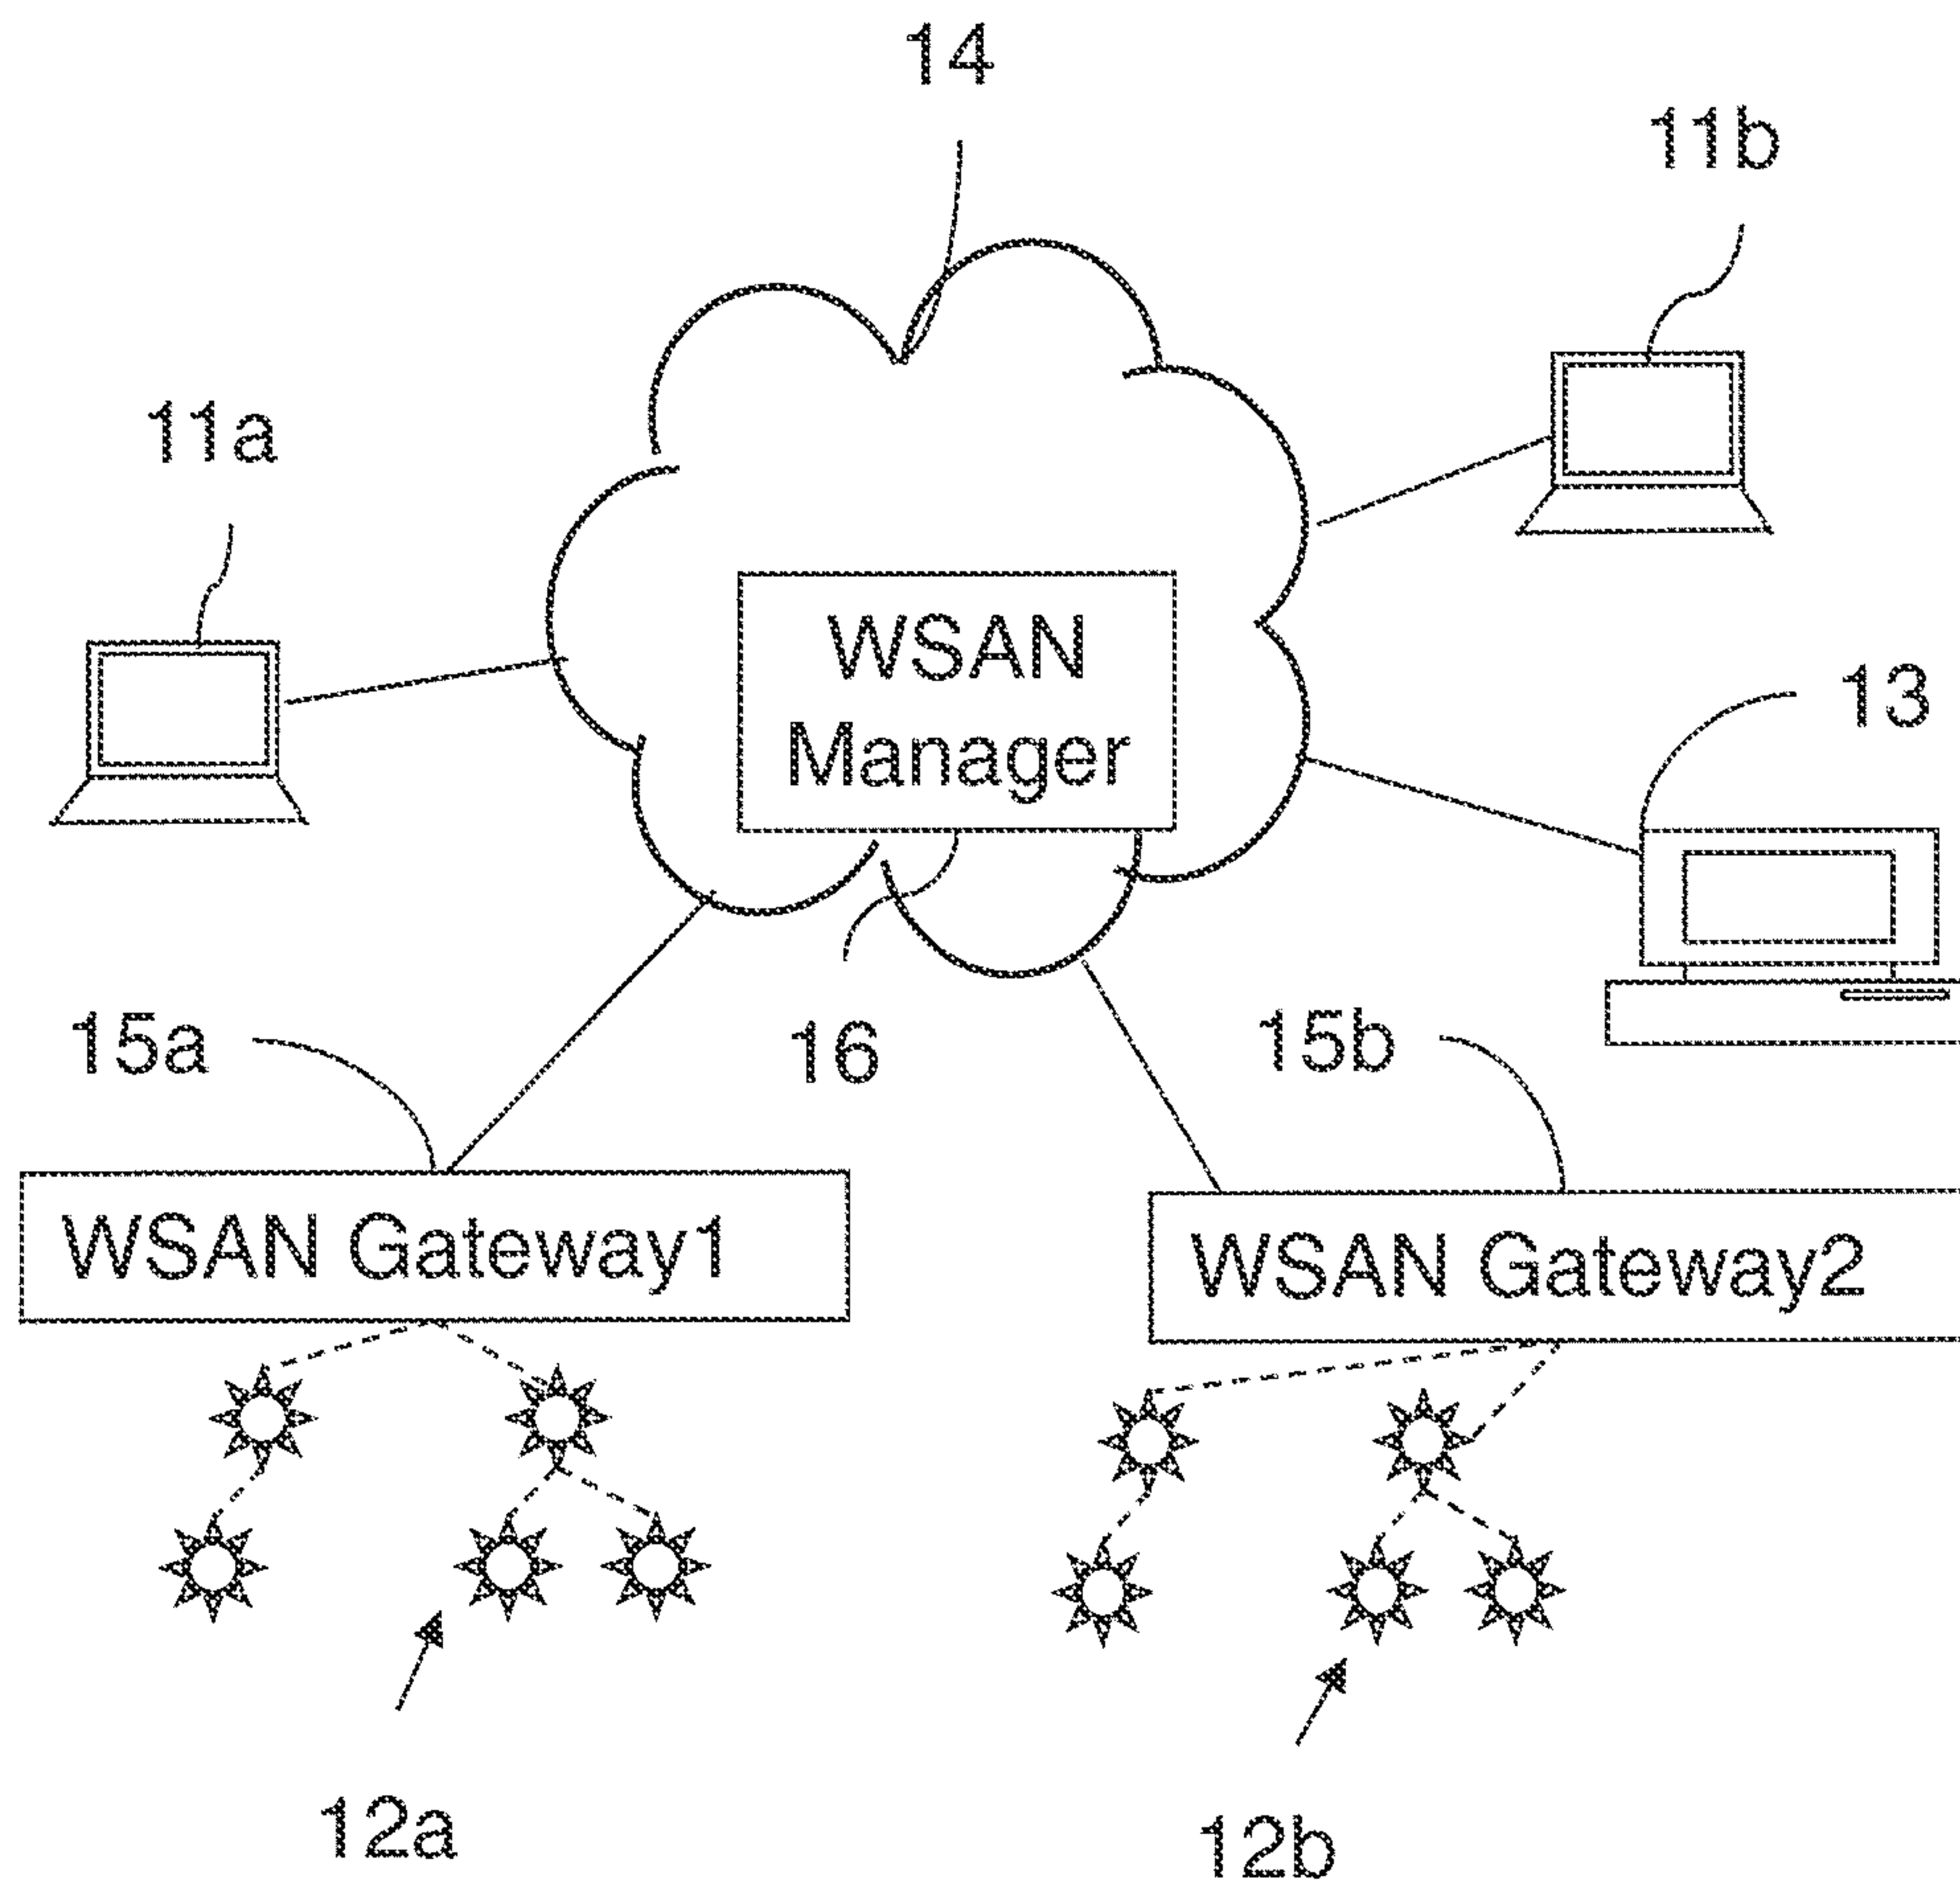 14
11b
11a
WSAN
Manager
13
15a
16
15b
WSAN Gateway1
WSAN Gateway2
12a
12b